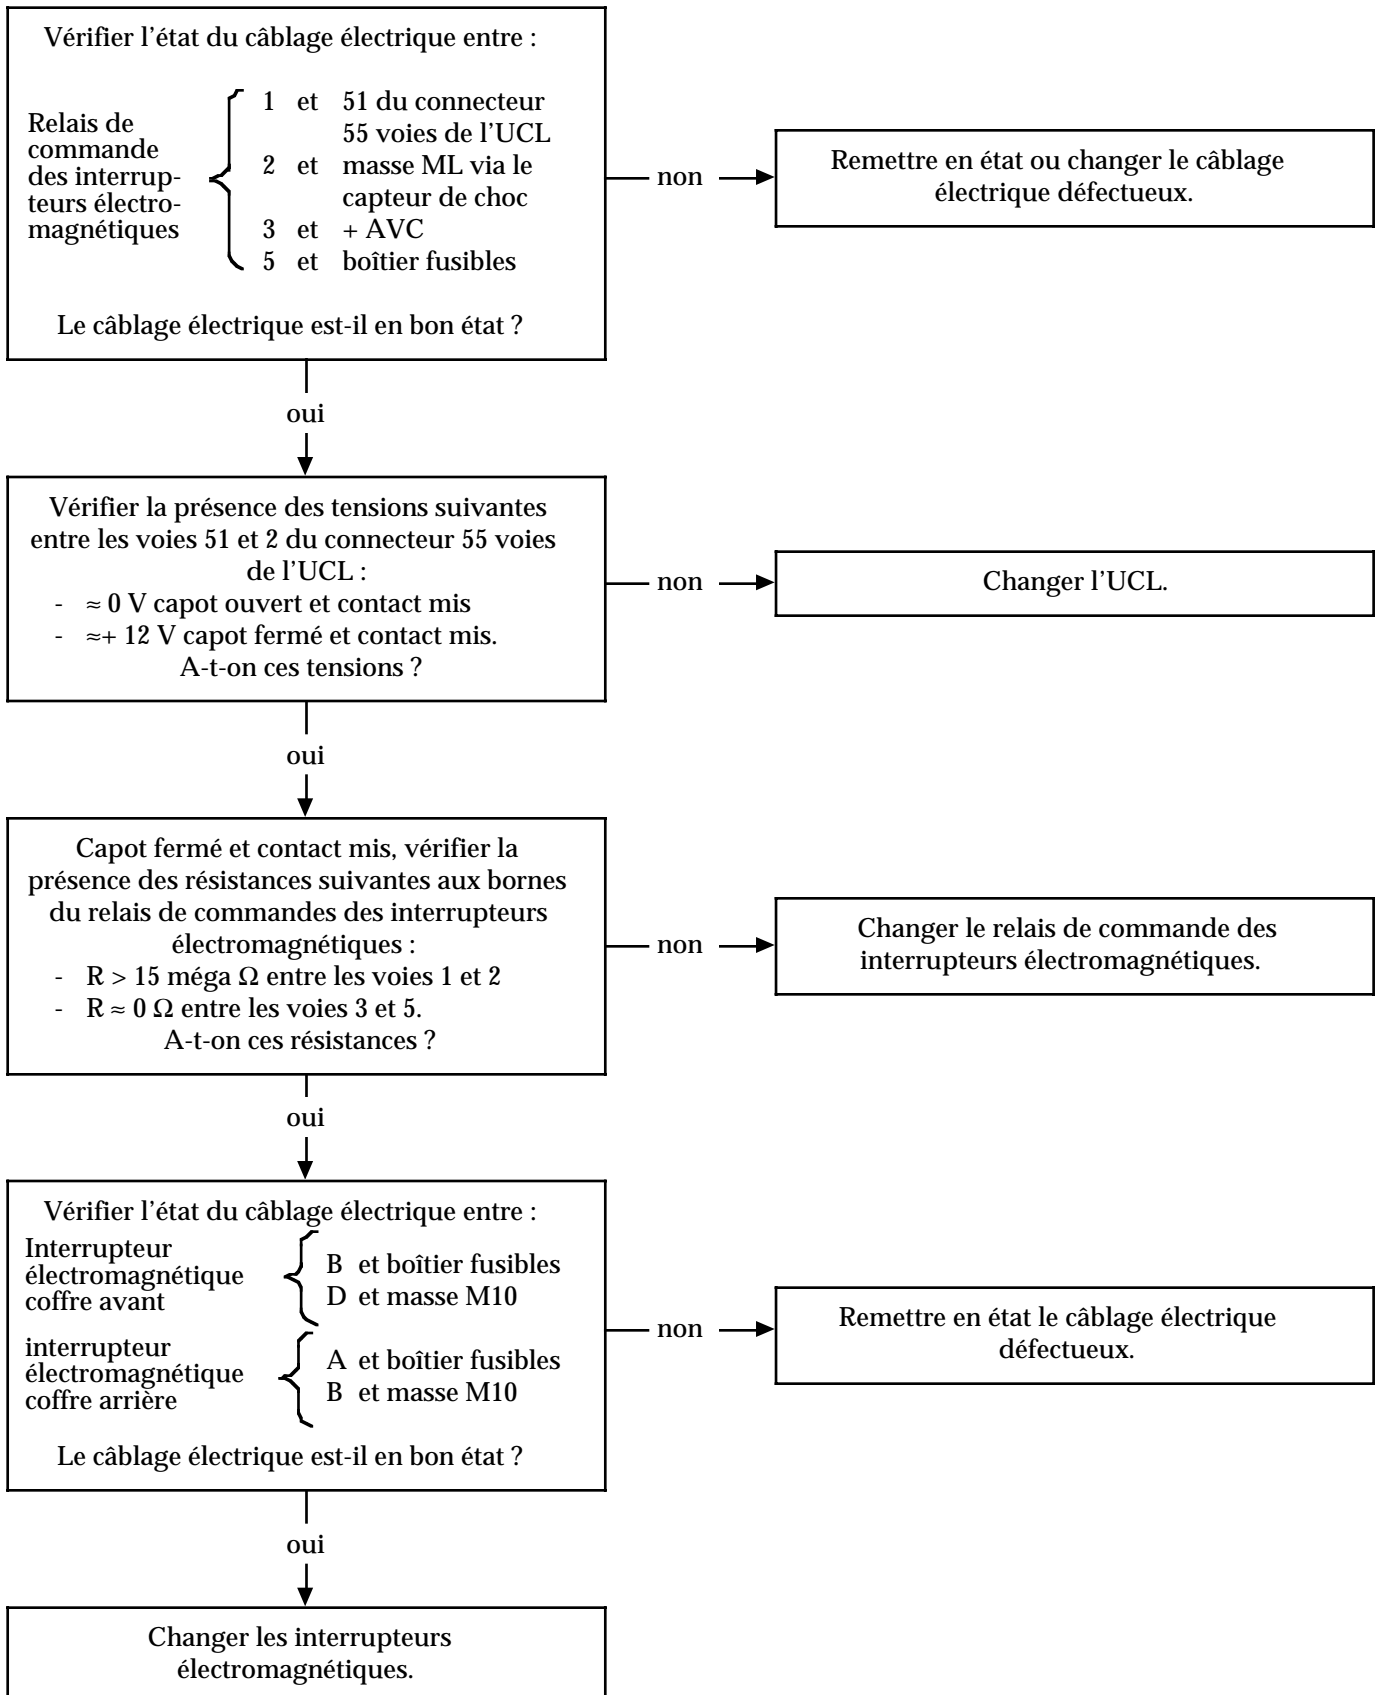 Vérifier l'état du câblage électrique entre :
Relais de
commande
des interrup-
teurs électro-
magnétiques
1 et 51 du connecteur
55 voies de l'UCL
2 et masse ML via le
capteur de choc
3 et + AVC
5 et boîtier fusibles
Le câblage électrique est-il en bon état ?
non
Remettre en état ou changer le câblage
électrique défectueux.
oui
Vérifier la présence des tensions suivantes
entre les voies 51 et 2 du connecteur 55 voies
de l'UCL :
- ≈ 0 V capot ouvert et contact mis
- ≈+ 12 V capot fermé et contact mis.
A-t-on ces tensions ?
non
Changer l'UCL.
oui
Capot fermé et contact mis, vérifier la
présence des résistances suivantes aux bornes
du relais de commandes des interrupteurs
électromagnétiques :
- R > 15 méga Ω entre les voies 1 et 2
- R ≈ 0 Ω entre les voies 3 et 5.
A-t-on ces résistances ?
non
Changer le relais de commande des
interrupteurs électromagnétiques.
oui
Vérifier l'état du câblage électrique entre :
Interrupteur
électromagnétique
coffre avant
B et boîtier fusibles
D et masse M10
interrupteur
électromagnétique
coffre arrière
A et boîtier fusibles
B et masse M10
Le câblage électrique est-il en bon état ?
non
Remettre en état le câblage électrique
défectueux.
oui
Changer les interrupteurs
électromagnétiques.